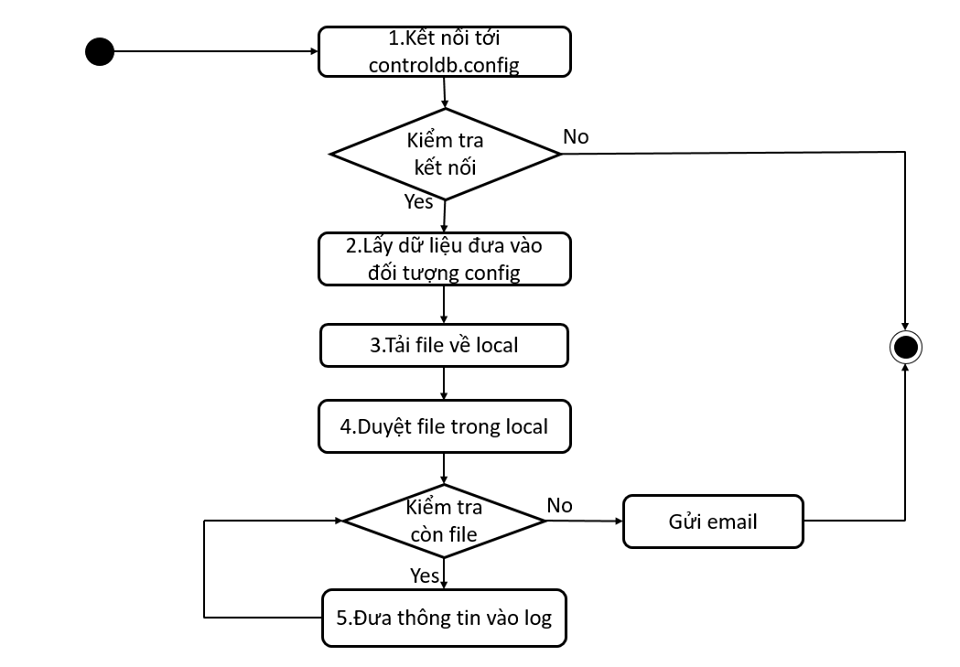 1.Kết nối tới
controldb.config
Kiểm tra
kết nối
No
Yes
2.Lấy dữ liệu đưa vào
đối tượng config
3.Tải file về local
4.Duyệt file trong local
Kiểm tra
còn file
No
Gửi email
Yes
5.Đưa thông tin vào log